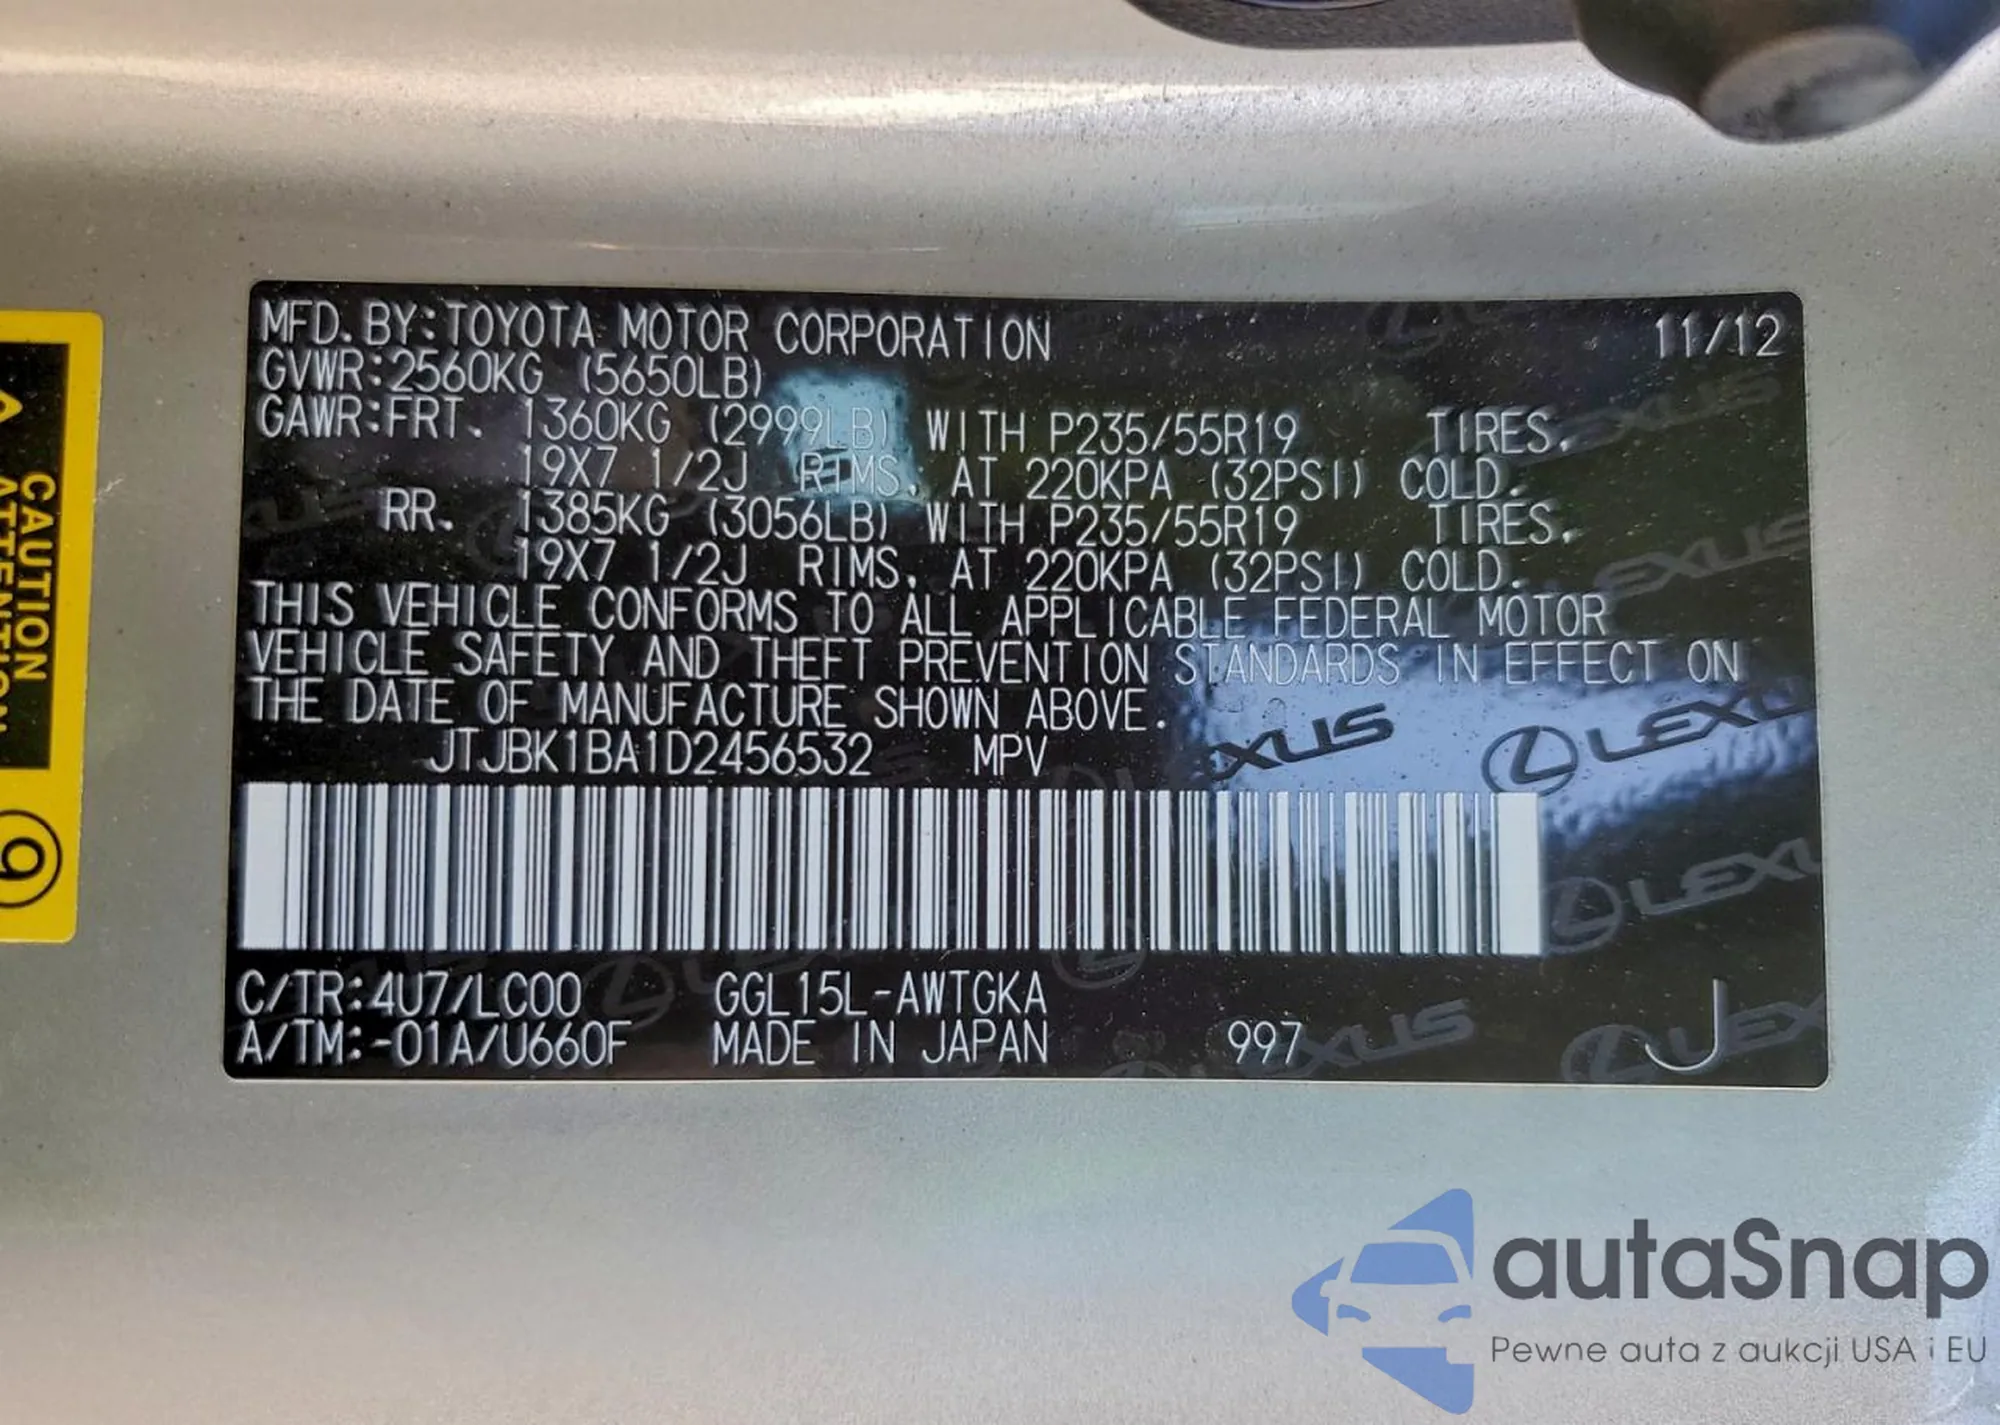 MFD.BY:TOYOTA MOTOR CORPORATION 11/12
GVWR:2560KG (5650LB)
GAWR:FRT. 1360KG (2999LB) WITH P235/55R19 TIRES,
19X7 1/2J RIMS, AT 220KPA (32PSI) COLD.
RR. 1385KG (3056LB) WITH P235/55R19 TIRES,
19X7 1/2J RIMS, AT 220KPA (32PSI) COLD.
THIS VEHICLE CONFORMS TO ALL APPLICABLE FEDERAL MOTOR
VEHICLE SAFETY AND THEFT PREVENTION STANDARDS IN EFFECT ON
THE DATE OF MANUFACTURE SHOWN ABOVE.
JTJBK1BA1D2456532 MPV
C/TR:4U7/LC00 GGL15L-AWTGKA
A/TM:-01A/U660F MADE IN JAPAN 997 J
CAUTION
ATTENTION
9
LEXUS
autaSnap
Pewne auta z aukcji USA i EU